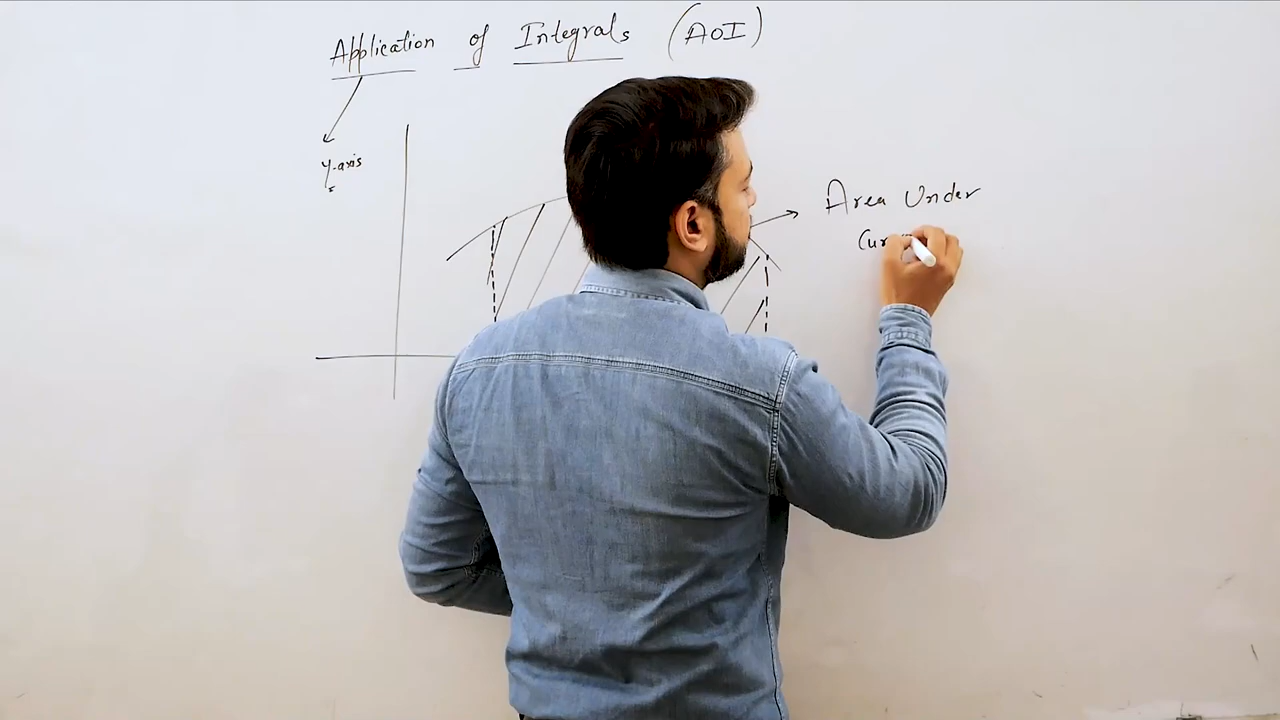 Application of Integrals (AOI)
Y-axis
Area Under